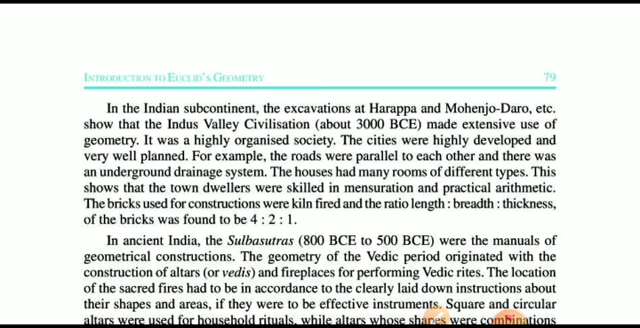 INTRODUCTION TO EUCLID'S GEOMETRY 79
In the Indian subcontinent, the excavations at Harappa and Mohenjo-Daro, etc.
show that the Indus Valley Civilisation (about 3000 BCE) made extensive use of
geometry. It was a highly organised society. The cities were highly developed and
very well planned. For example, the roads were parallel to each other and there was
an underground drainage system. The houses had many rooms of different types. This
shows that the town dwellers were skilled in mensuration and practical arithmetic.
The bricks used for constructions were kiln fired and the ratio length : breadth : thickness,
of the bricks was found to be 4 : 2 : 1.
In ancient India, the Sulbasutras (800 BCE to 500 BCE) were the manuals of
geometrical constructions. The geometry of the Vedic period originated with the
construction of altars (or vedis) and fireplaces for performing Vedic rites. The location
of the sacred fires had to be in accordance to the clearly laid down instructions about
their shapes and areas, if they were to be effective instruments. Square and circular
altars were used for household rituals, while altars whose shapes were combinations